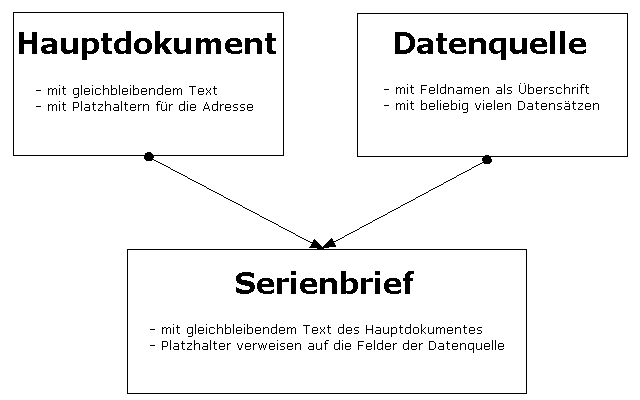 Hauptdokument
- mit gleichbleibendem Text
- mit Platzhaltern für die Adresse
Datenquelle
- mit Feldnamen als Überschrift
- mit beliebig vielen Datensätzen
Serienbrief
- mit gleichbleibendem Text des Hauptdokumentes
- Platzhalter verweisen auf die Felder der Datenquelle